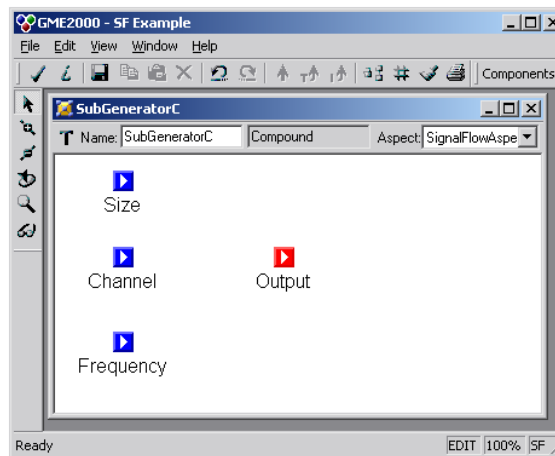 GME2000 - SF Example
File Edit View Window Help
Components
SubGeneratorC
Name: SubGeneratorC Compound Aspect: SignalFlowAspe
Size
Channel
Output
Frequency
Ready EDIT 100% SF